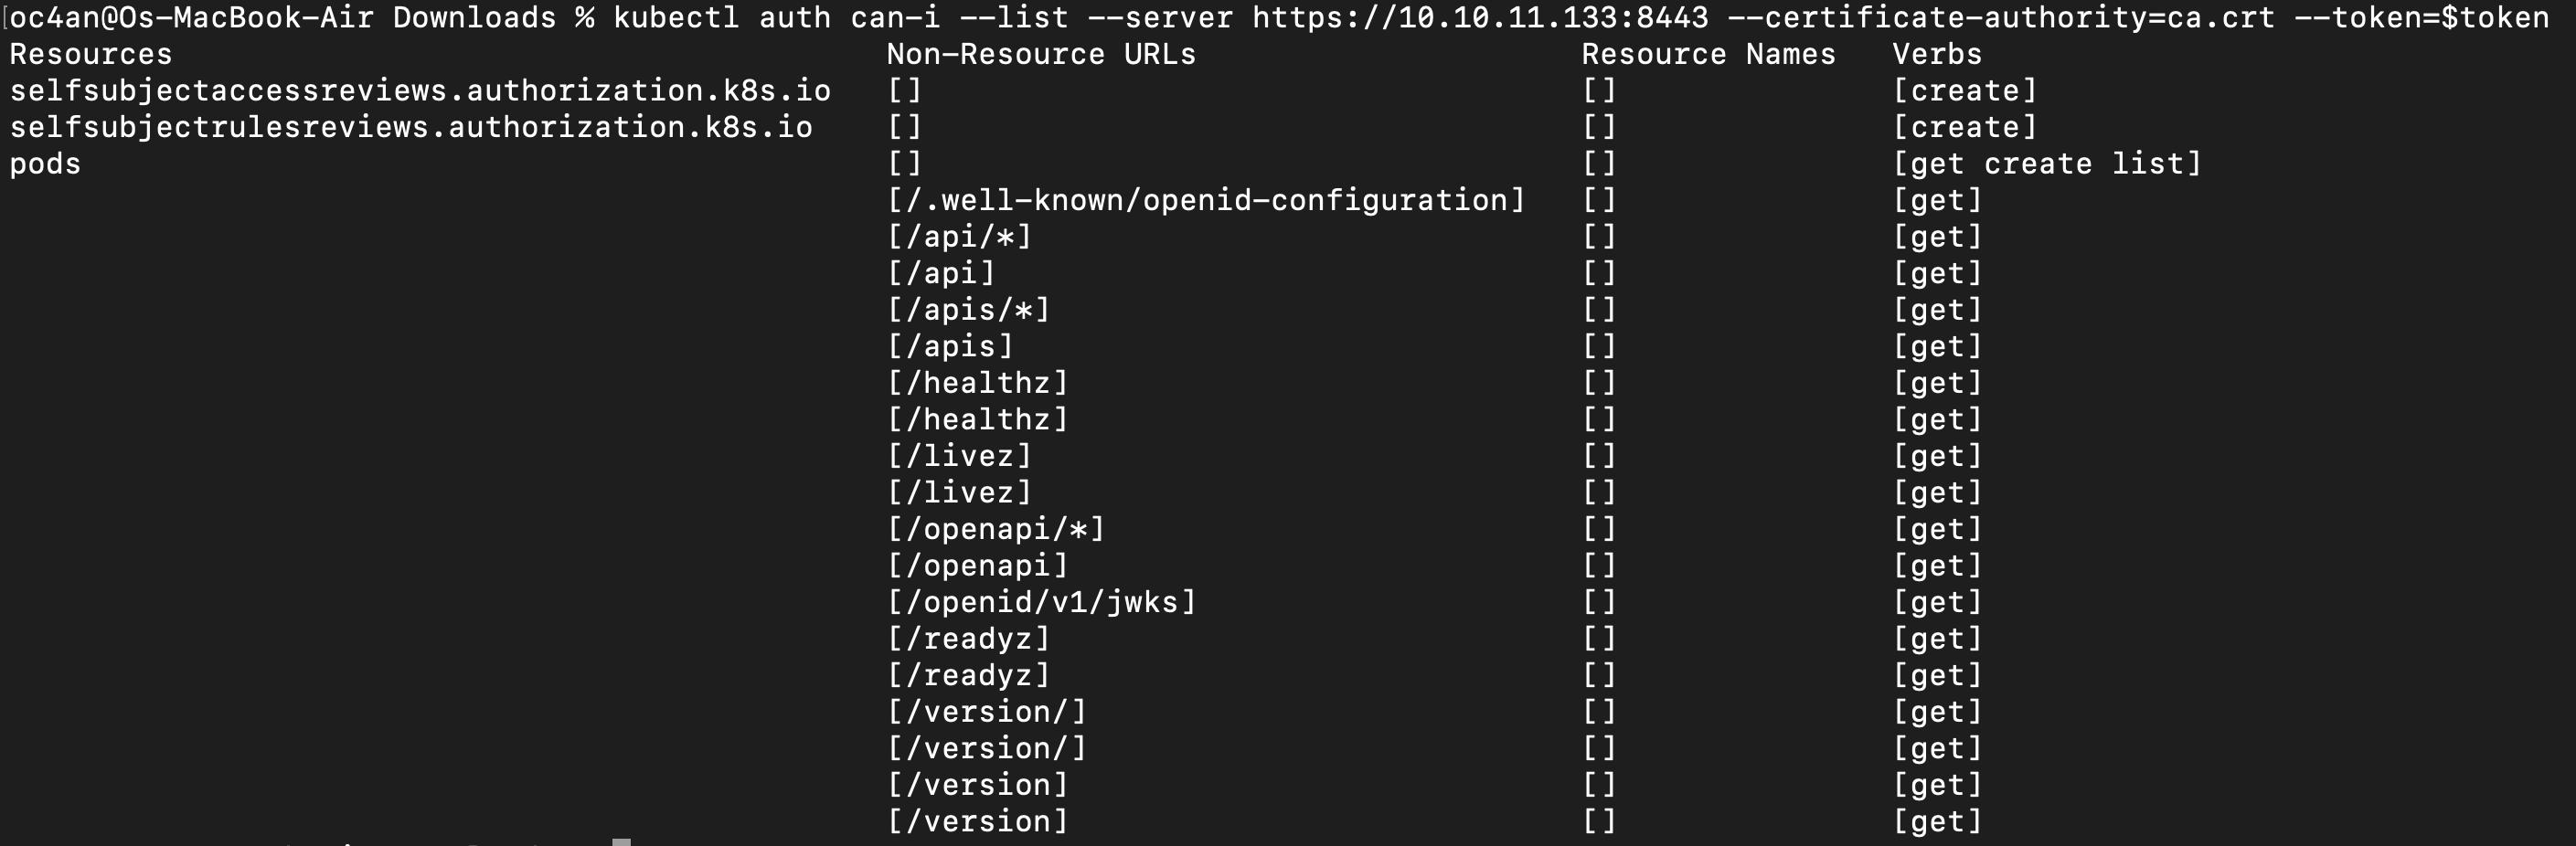 [oc4an@Os-MacBook-Air Downloads % kubectl auth can-i --list --server https://10.10.11.133:8443 --certificate-authority=ca.crt --token=$token
Resources Non-Resource URLs Resource Names Verbs
selfsubjectaccessreviews.authorization.k8s.io [] [] [create]
selfsubjectrulesreviews.authorization.k8s.io [] [] [create]
pods [] [] [get create list]
[/.well-known/openid-configuration] [] [get]
[/api/*] [] [get]
[/api] [] [get]
[/apis/*] [] [get]
[/apis] [] [get]
[/healthz] [] [get]
[/healthz] [] [get]
[/livez] [] [get]
[/livez] [] [get]
[/openapi/*] [] [get]
[/openapi] [] [get]
[/openid/v1/jwks] [] [get]
[/readyz] [] [get]
[/readyz] [] [get]
[/version/] [] [get]
[/version/] [] [get]
[/version] [] [get]
[/version] [] [get]